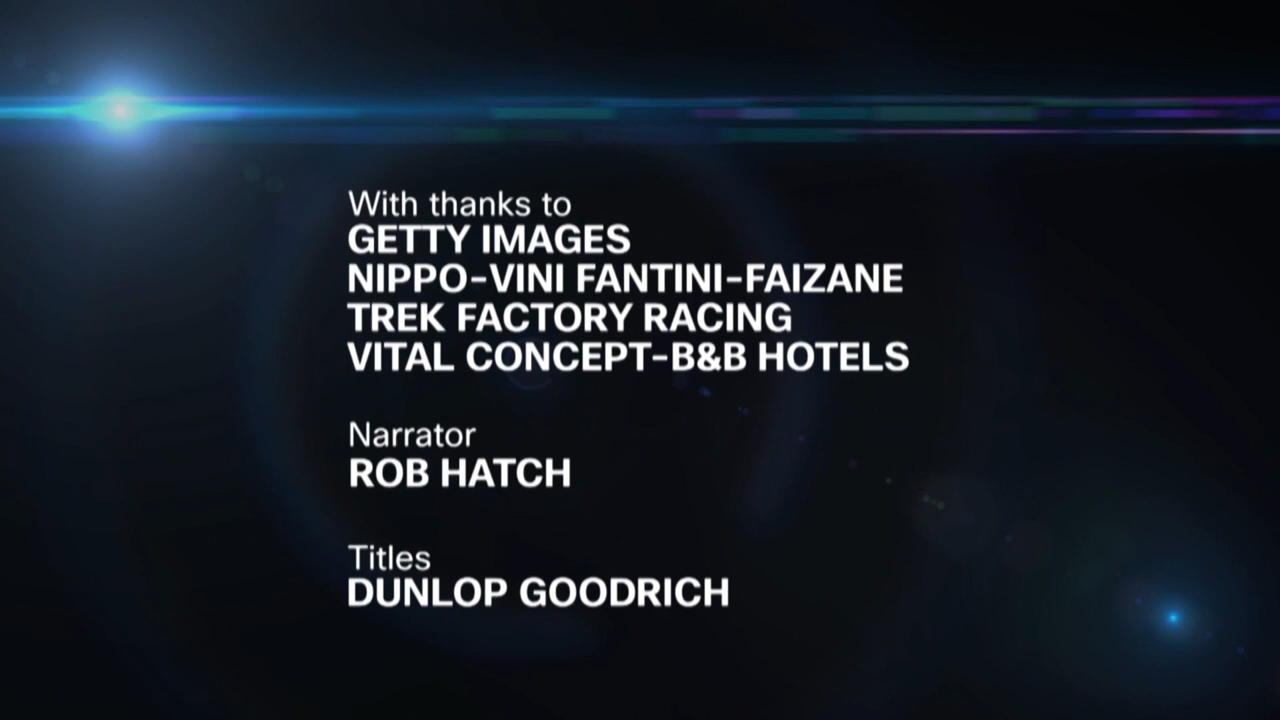 With thanks to
GETTY IMAGES
NIPPO-VINI FANTINI-FAIZANE
TREK FACTORY RACING
VITAL CONCEPT-B&B HOTELS
Narrator
ROB HATCH
Titles
DUNLOP GOODRICH